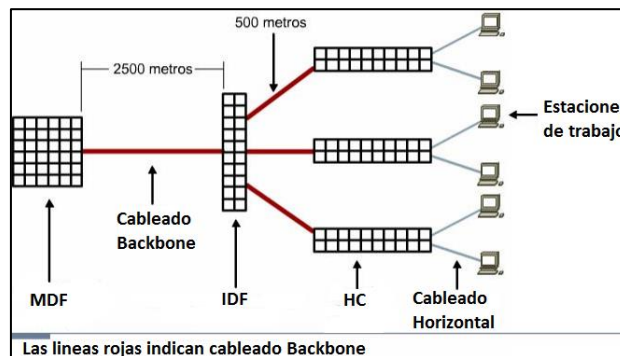 500 metros
2500 metros
Estacione
de trabajo
Cableado
Backbone
MDF
IDF
HC
Cableado
Horizontal
Las lineas rojas indican cableado Backbone